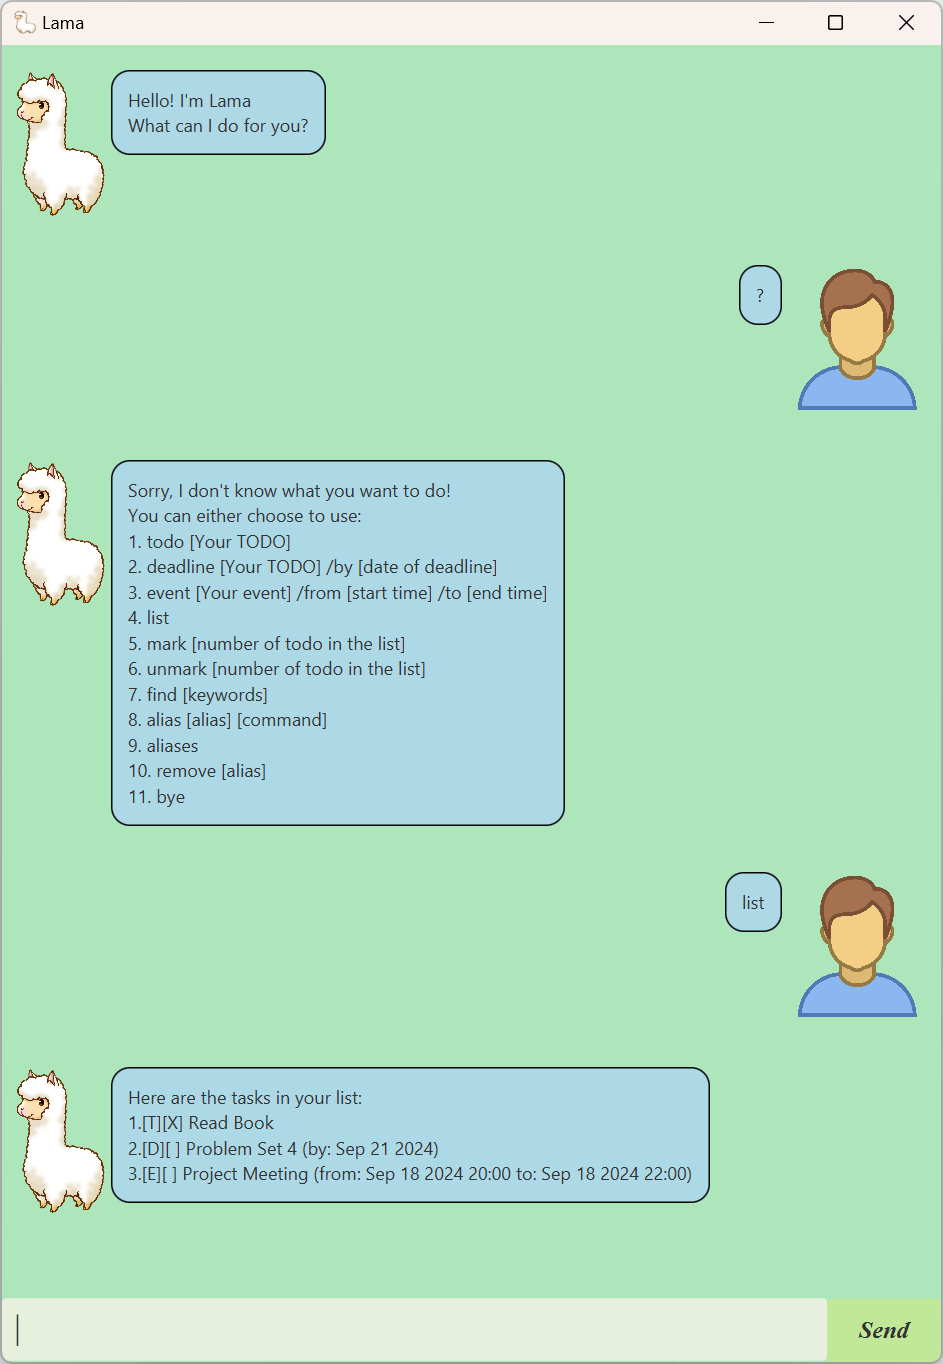 Lama
Hello! I'm Lama
What can I do for you?
?
Sorry, I don't know what you want to do!
You can either choose to use:
1. todo [Your TODO]
2. deadline [Your TODO] /by [date of deadline]
3. event [Your event] /from [start time] /to [end time]
4. list
5. mark [number of todo in the list]
6. unmark [number of todo in the list]
7. find [keywords]
8. alias [alias] [command]
9. aliases
10. remove [alias]
11. bye
list
Here are the tasks in your list:
1.[T][X] Read Book
2.[D][ ] Problem Set 4 (by: Sep 21 2024)
3.[E][ ] Project Meeting (from: Sep 18 2024 20:00 to: Sep 18 2024 22:00)
Send